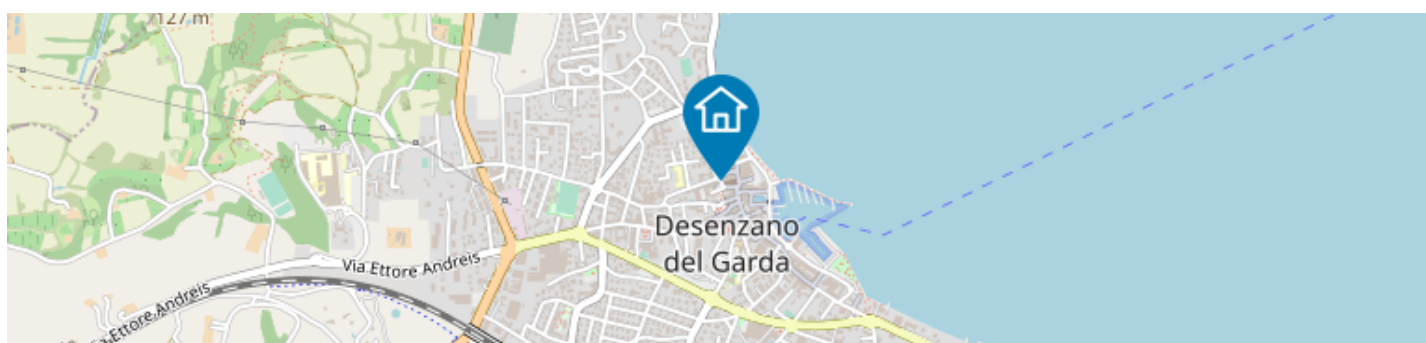 127 m
Desenzano
del Garda
Via Ettore Andreis
Via Ettore Andreis